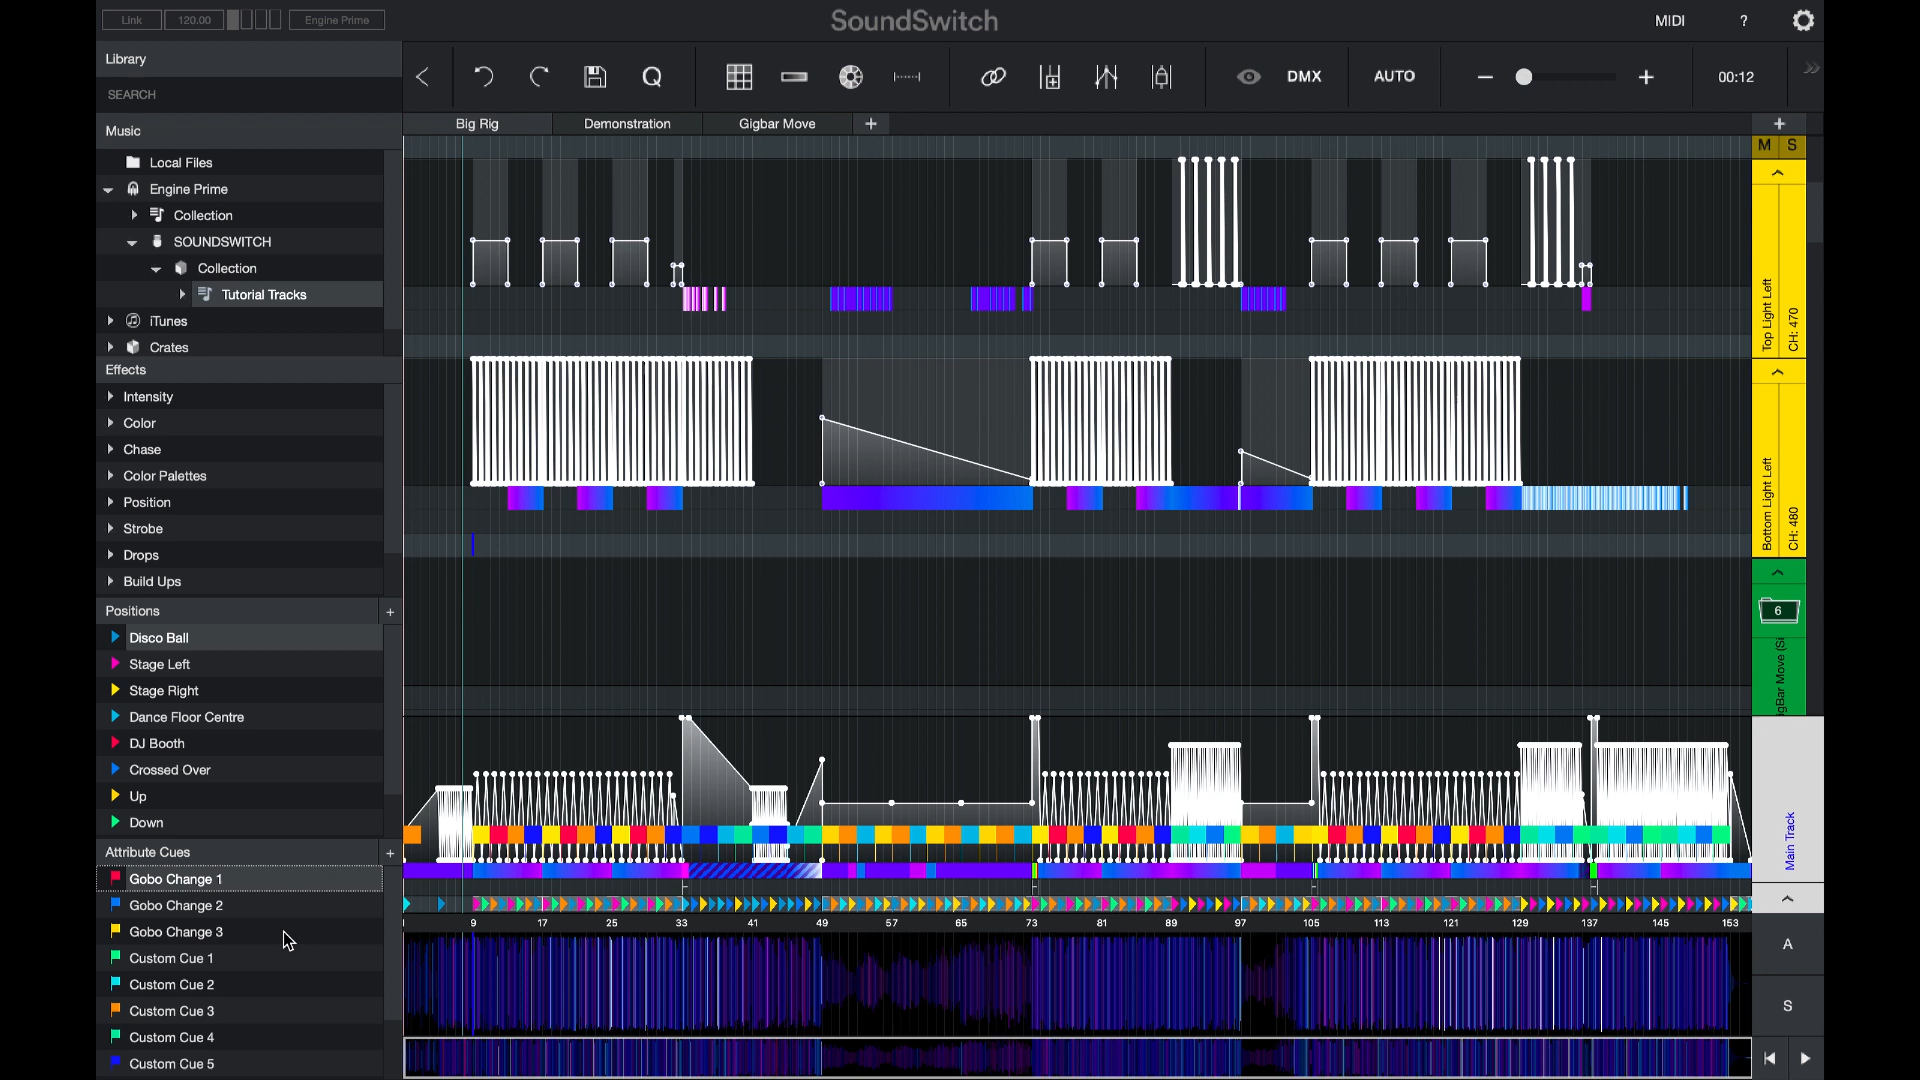 Link 120.00 Engine Prime
SoundSwitch
MIDI ?
Library
SEARCH
Q
DMX
AUTO
00:12
Big Rig Demonstration Gigbar Move +
Music
Local Files
Engine Prime
Collection
SOUNDSWITCH
Collection
Tutorial Tracks
iTunes
Crates
Effects
Intensity
Color
Chase
Color Palettes
Position
Strobe
Drops
Build Ups
Positions +
Disco Ball
Stage Left
Stage Right
Dance Floor Centre
DJ Booth
Crossed Over
Up
Down
Attribute Cues +
Gobo Change 1
Gobo Change 2
Gobo Change 3
Custom Cue 1
Custom Cue 2
Custom Cue 3
Custom Cue 4
Custom Cue 5
+
M S
Top Light Left
CH: 470
Bottom Light Left
CH: 480
6
gBar Move (Si
Main Track
9 17 25 33 41 49 57 65 73 81 89 97 105 113 121 129 137 145 153
A
S